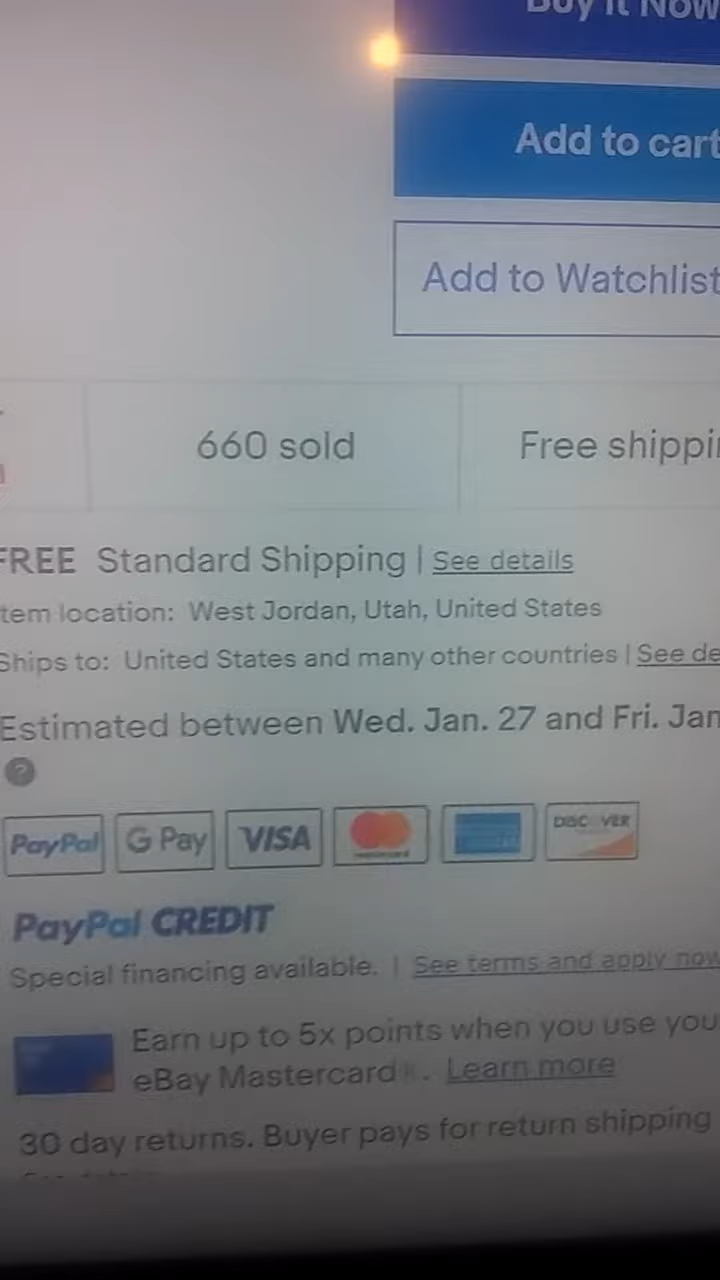 Buy It Now
Add to cart
Add to Watchlist
660 sold
Free shippi
FREE Standard Shipping | See details
tem location: West Jordan, Utah, United States
Ships to: United States and many other countries | See de
Estimated between Wed. Jan. 27 and Fri. Jan
?
PayPal G Pay VISA mastercard DISCOVER
PayPal CREDIT
Special financing available. | See terms and apply now
Earn up to 5x points when you use you
eBay Mastercard®. Learn more
30 day returns. Buyer pays for return shipping